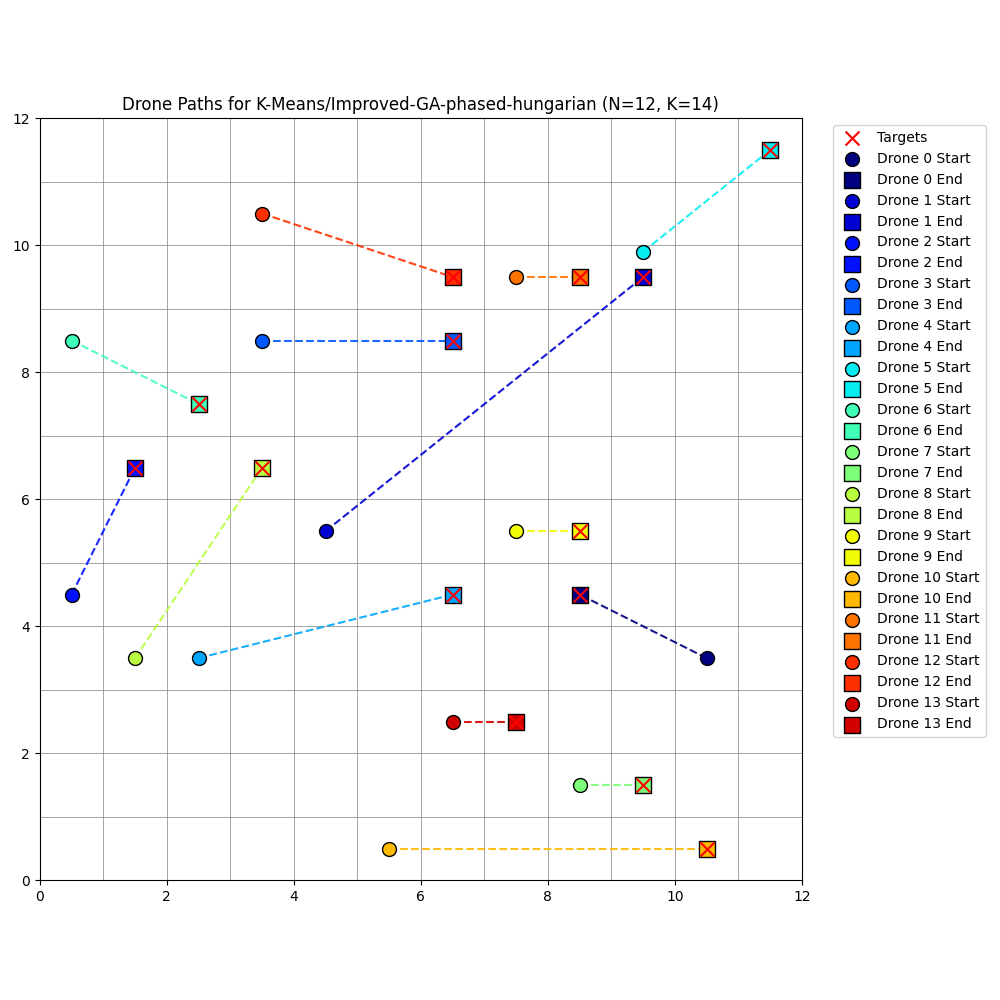 Drone Paths for K-Means/Improved-GA-phased-hungarian (N=12, K=14)
12
10
8
6
4
2
0
0 2 4 6 8 10 12
Targets
Drone 0 Start
Drone 0 End
Drone 1 Start
Drone 1 End
Drone 2 Start
Drone 2 End
Drone 3 Start
Drone 3 End
Drone 4 Start
Drone 4 End
Drone 5 Start
Drone 5 End
Drone 6 Start
Drone 6 End
Drone 7 Start
Drone 7 End
Drone 8 Start
Drone 8 End
Drone 9 Start
Drone 9 End
Drone 10 Start
Drone 10 End
Drone 11 Start
Drone 11 End
Drone 12 Start
Drone 12 End
Drone 13 Start
Drone 13 End